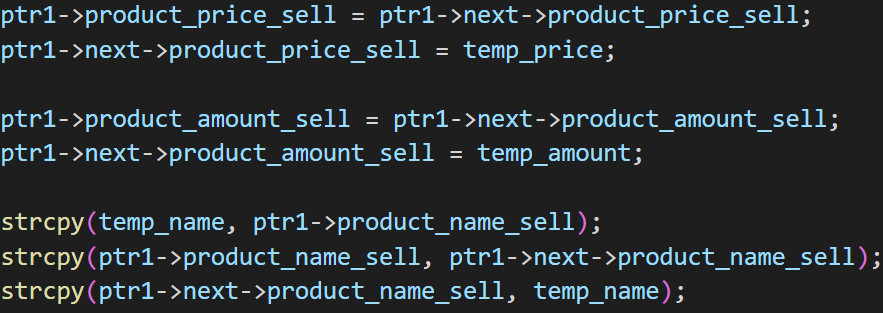 ptr1->product_price_sell = ptr1->next->product_price_sell;
ptr1->next->product_price_sell = temp_price;
ptr1->product_amount_sell = ptr1->next->product_amount_sell;
ptr1->next->product_amount_sell = temp_amount;
strcpy(temp_name, ptr1->product_name_sell);
strcpy(ptr1->product_name_sell, ptr1->next->product_name_sell);
strcpy(ptr1->next->product_name_sell, temp_name);